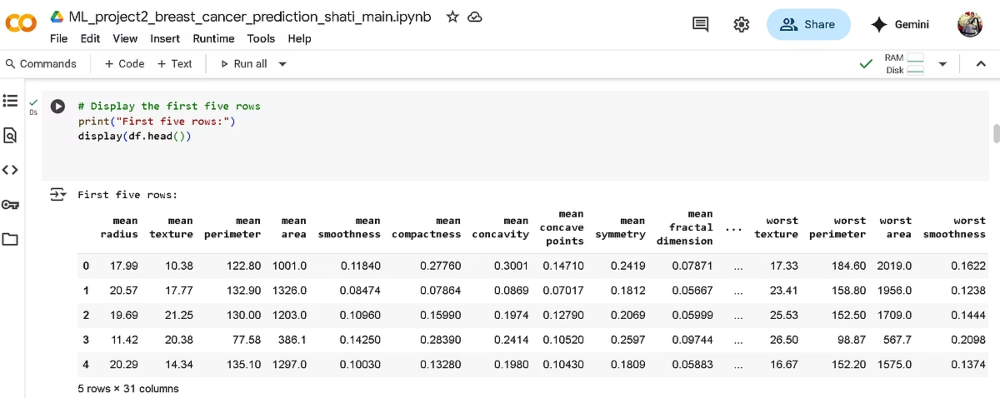 ML_project2_breast_cancer_prediction_shati_main.ipynb
File Edit View Insert Runtime Tools Help
Share
Gemini
Commands + Code + Text Run all
RAM
Disk
0s
# Display the first five rows
print("First five rows:")
display(df.head())
First five rows:
mean radius mean texture mean perimeter mean area mean smoothness mean compactness mean concavity mean concave points mean symmetry mean fractal dimension ... worst texture worst perimeter worst area worst smoothness
0 17.99 10.38 122.80 1001.0 0.11840 0.27760 0.3001 0.14710 0.2419 0.07871 ... 17.33 184.60 2019.0 0.1622
1 20.57 17.77 132.90 1326.0 0.08474 0.07864 0.0869 0.07017 0.1812 0.05667 ... 23.41 158.80 1956.0 0.1238
2 19.69 21.25 130.00 1203.0 0.10960 0.15990 0.1974 0.12790 0.2069 0.05999 ... 25.53 152.50 1709.0 0.1444
3 11.42 20.38 77.58 386.1 0.14250 0.28390 0.2414 0.10520 0.2597 0.09744 ... 26.50 98.87 567.7 0.2098
4 20.29 14.34 135.10 1297.0 0.10030 0.13280 0.1980 0.10430 0.1809 0.05883 ... 16.67 152.20 1575.0 0.1374
5 rows × 31 columns